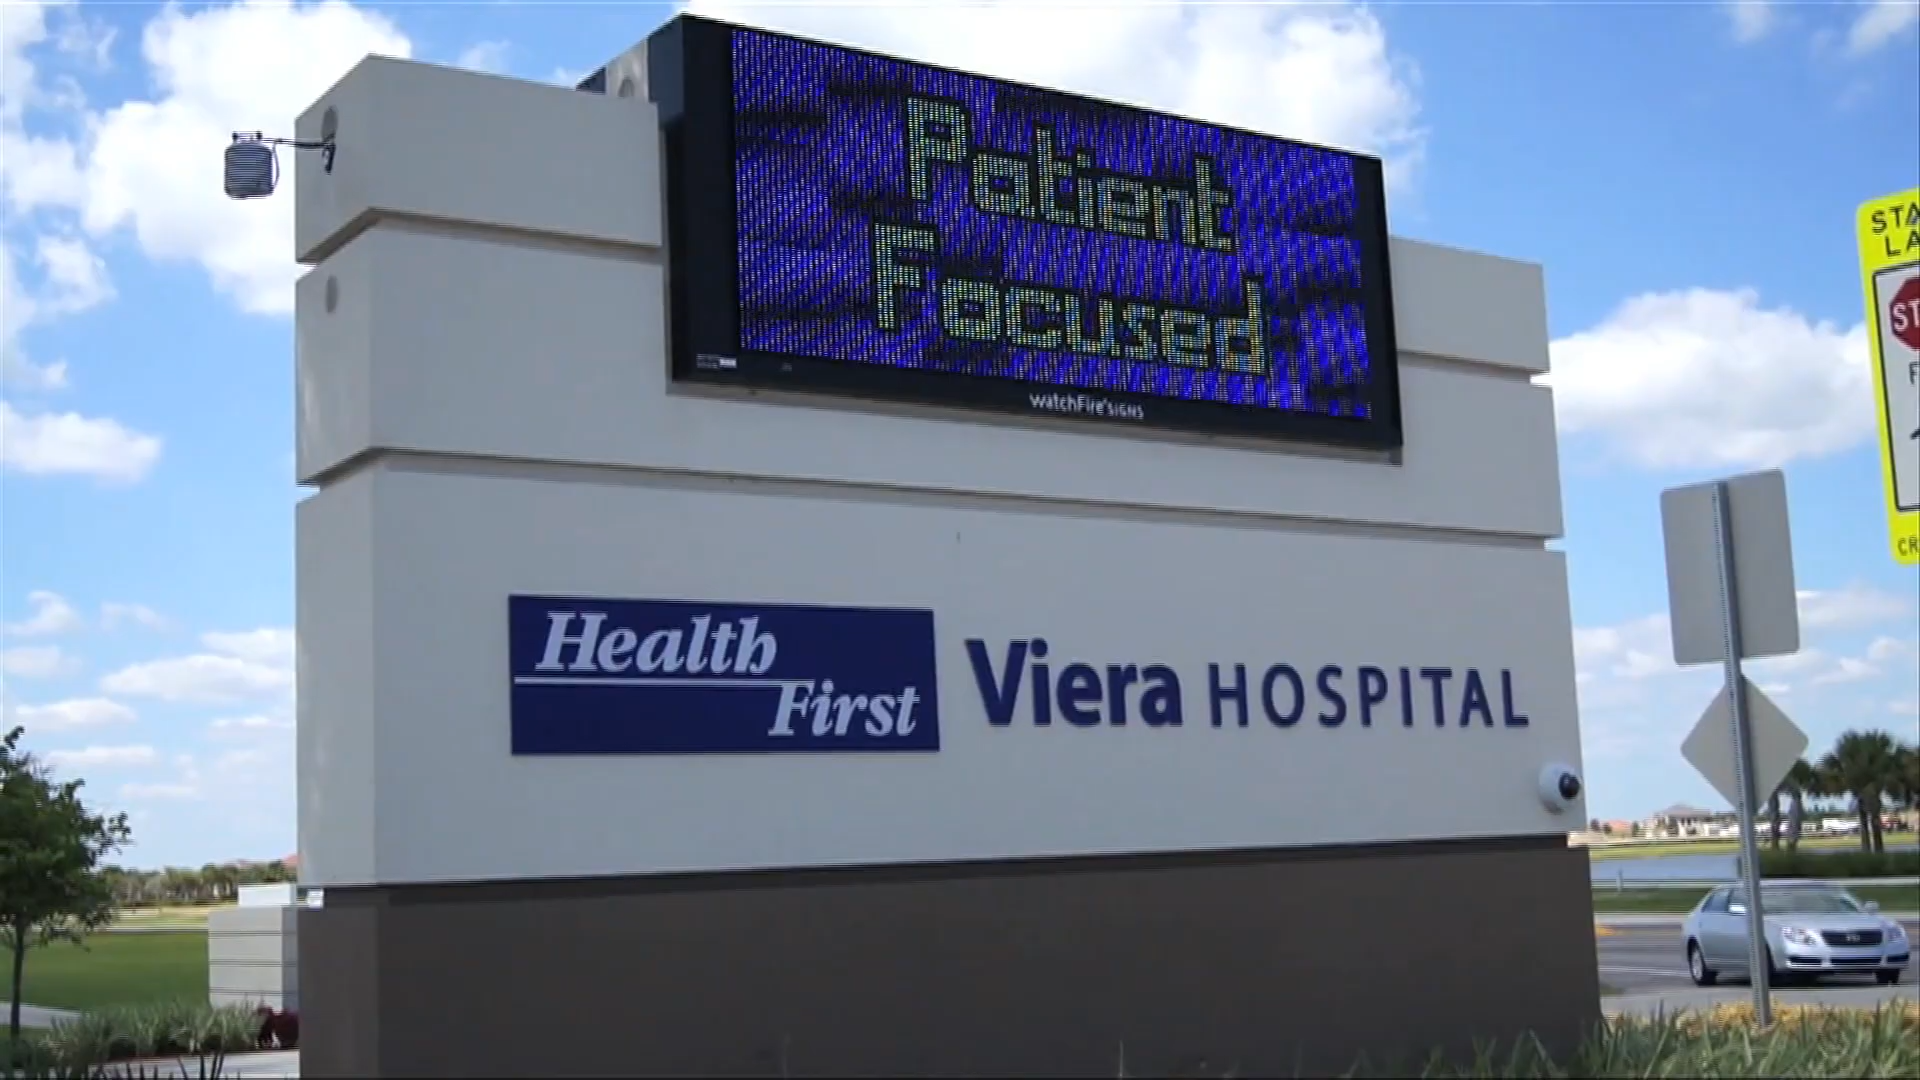 Patient
Focused
watchFire SIGNS
Health
First
Viera HOSPITAL